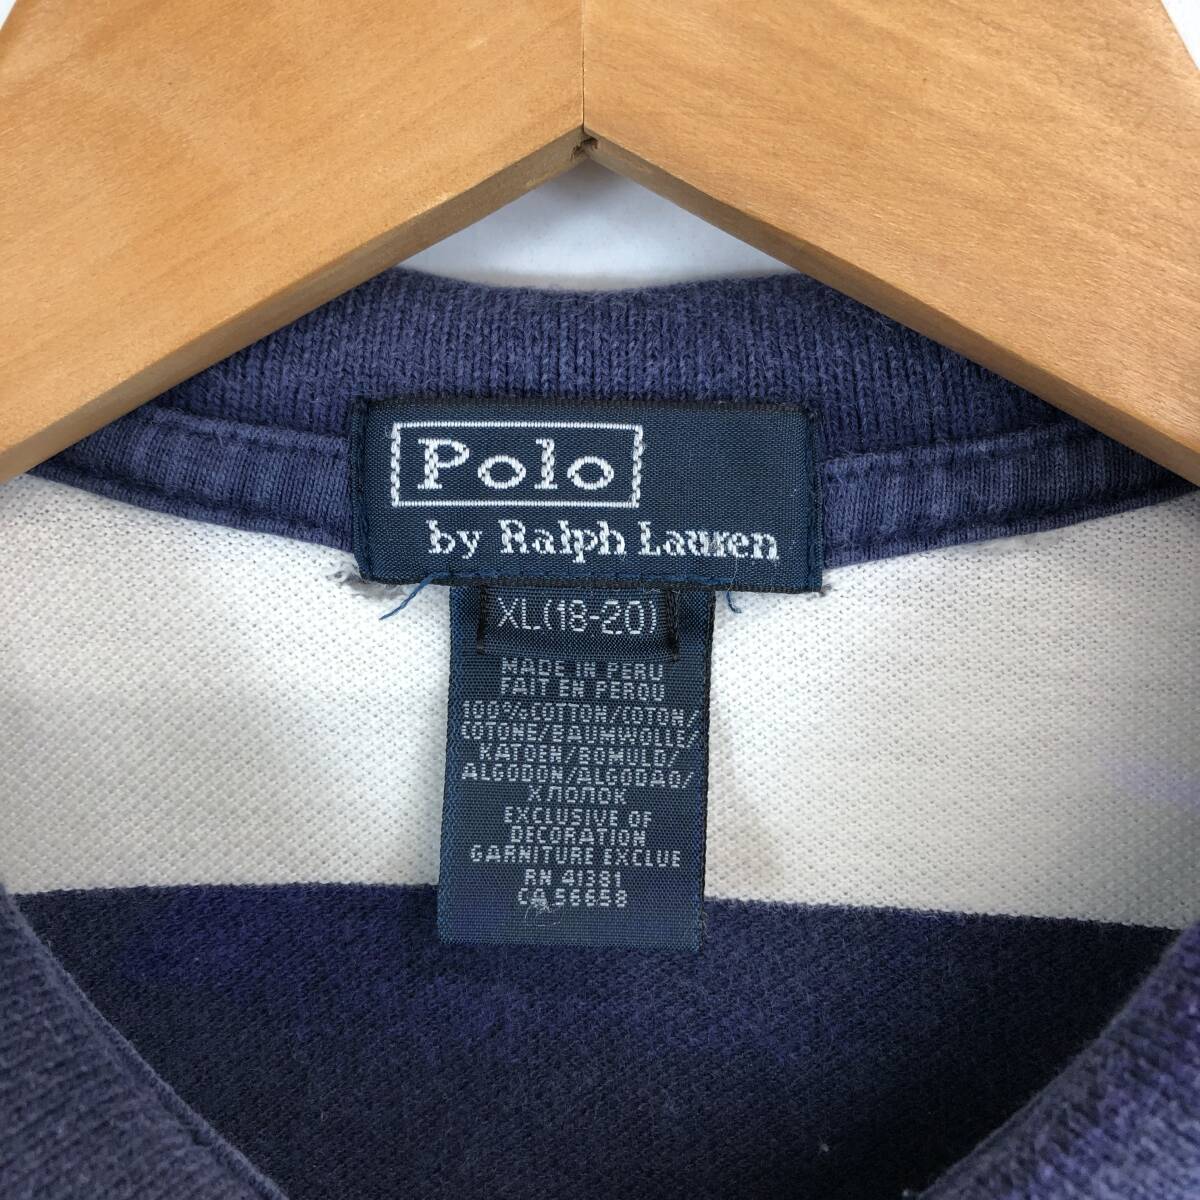 Polo
by Ralph Lauren
XL(18-20)
MADE IN PERU
FAIT EN PEROU
100%COTTON/COTON/
COTONE/BAUMWOLLE/
KATOEN/BOMULD/
ALGODON/ALGODAO/
ХЛОПОК
EXCLUSIVE OF
DECORATION
GARNITURE EXCLUE
RN 41381
CA 56658